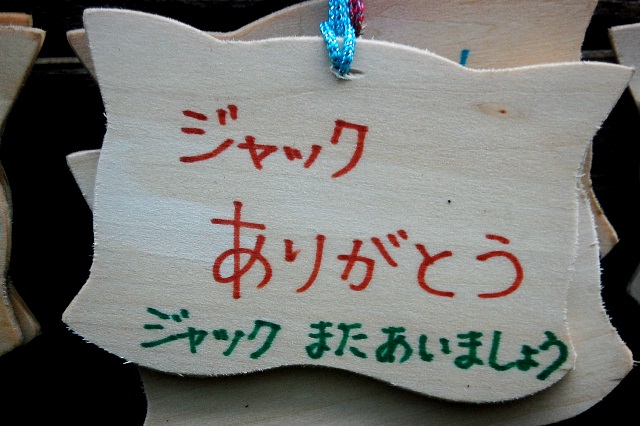 ジャック
ありがとう
ジャック またあいましょう